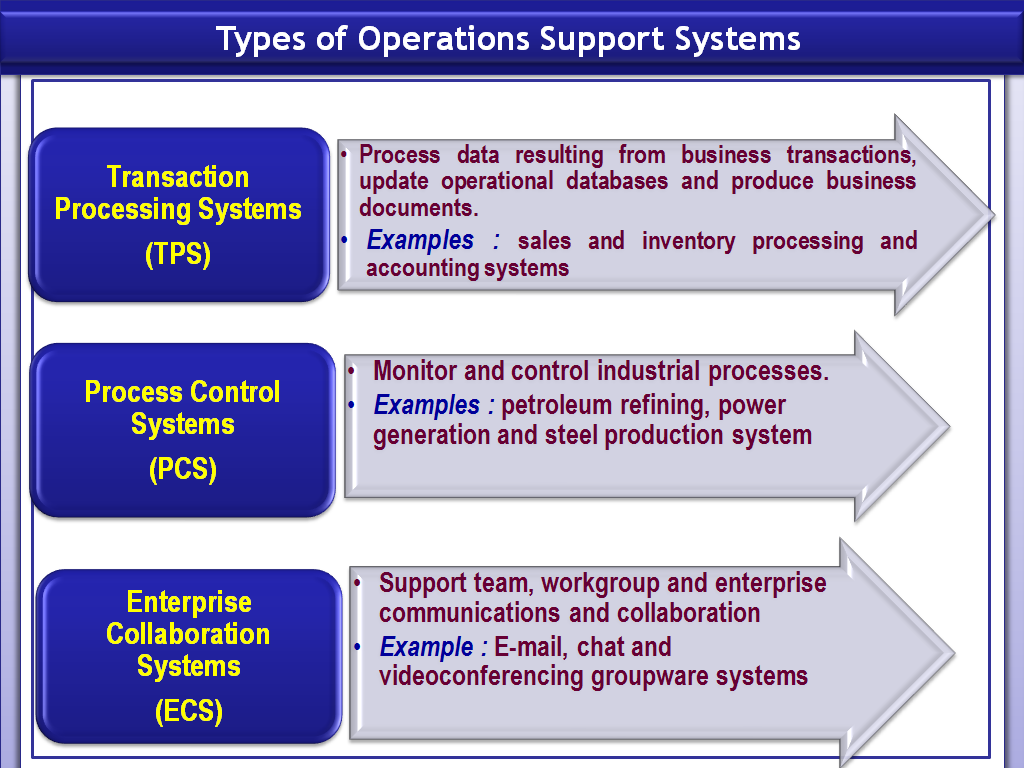 Types of Operations Support Systems
Transaction
Processing Systems
(TPS)
• Process data resulting from business transactions,
update operational databases and produce business
documents.
• Examples : sales and inventory processing and
accounting systems
Process Control
Systems
(PCS)
• Monitor and control industrial processes.
• Examples : petroleum refining, power
generation and steel production system
Enterprise
Collaboration
Systems
(ECS)
• Support team, workgroup and enterprise
communications and collaboration
• Example : E-mail, chat and
videoconferencing groupware systems